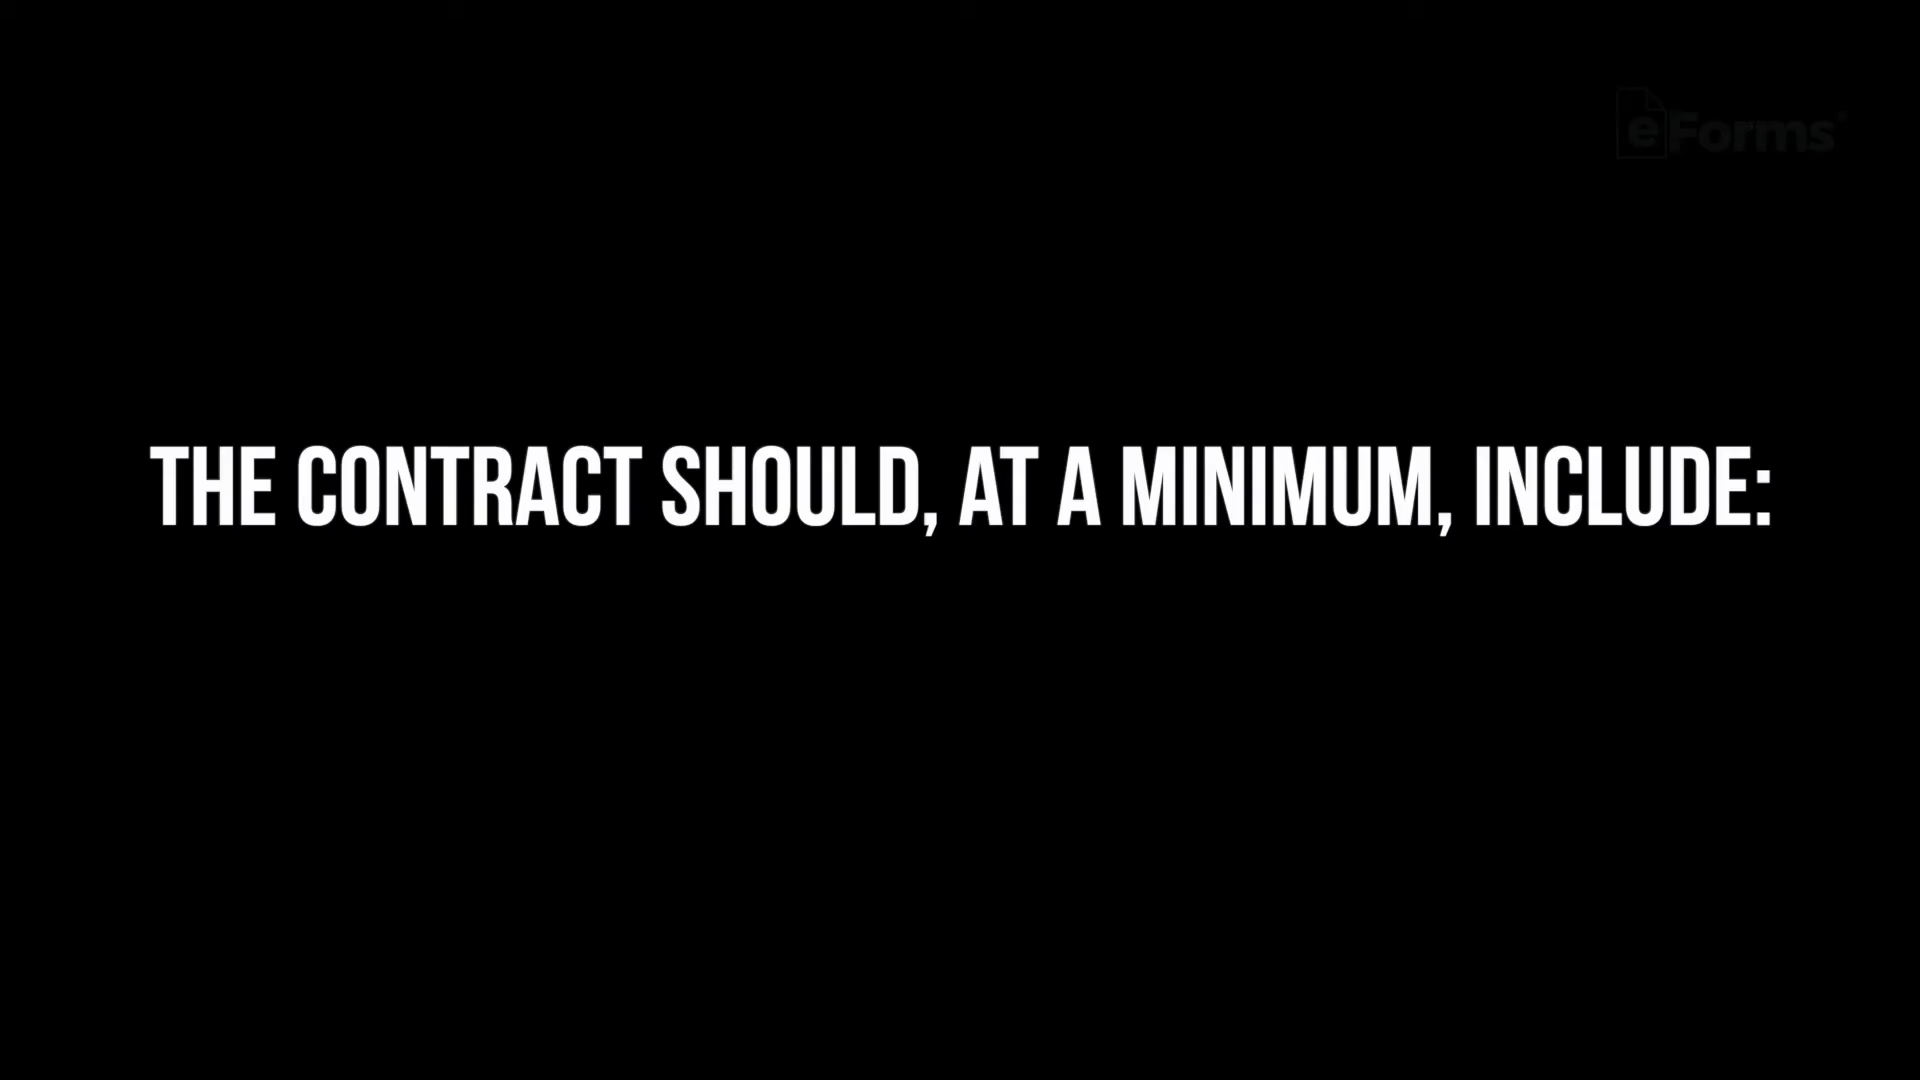 eForms
THE CONTRACT SHOULD, AT A MINIMUM, INCLUDE: